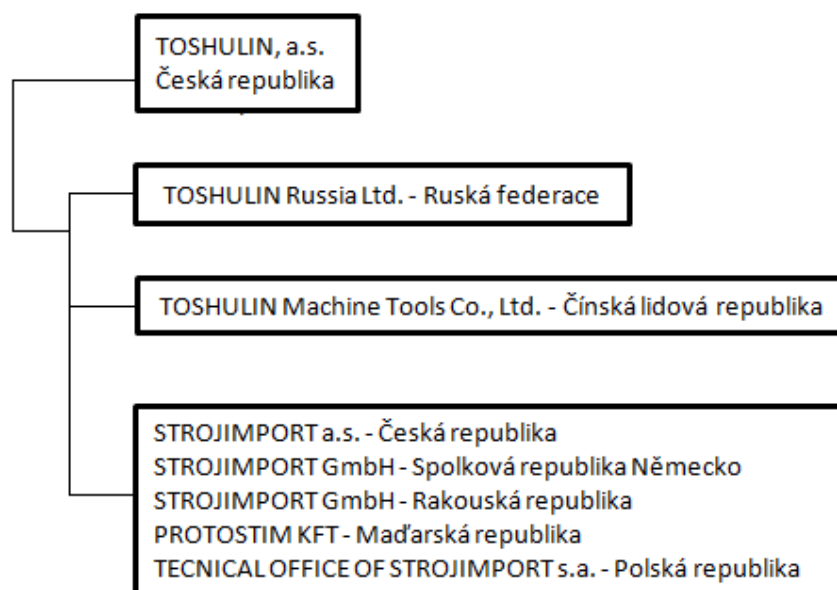 TOSHULIN, a.s.
Česká republika
TOSHULIN Russia Ltd. - Ruská federace
TOSHULIN Machine Tools Co., Ltd. - Čínská lidová republika
STROJIMPORT a.s. - Česká republika
STROJIMPORT GmbH - Spolková republika Německo
STROJIMPORT GmbH - Rakouská republika
PROTOSTIM KFT - Maďarská republika
TECNICAL OFFICE OF STROJIMPORT s.a. - Polská republika